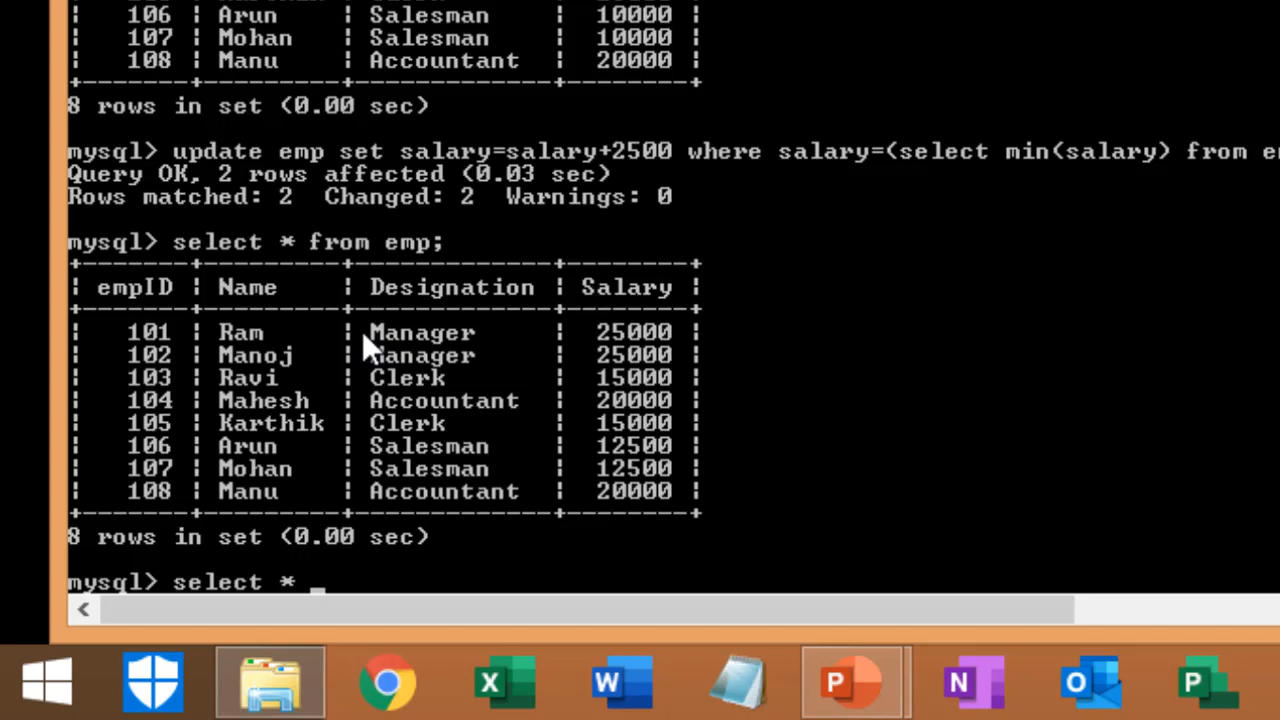 | 106 | Arun | Salesman | 10000 |
| 107 | Mohan | Salesman | 10000 |
| 108 | Manu | Accountant | 20000 |
+-------+---------+-------------+--------+
8 rows in set (0.00 sec)
mysql> update emp set salary=salary+2500 where salary=(select min(salary) from
Query OK, 2 rows affected (0.03 sec)
Rows matched: 2 Changed: 2 Warnings: 0
mysql> select * from emp;
+-------+---------+-------------+--------+
| empID | Name | Designation | Salary |
+-------+---------+-------------+--------+
| 101 | Ram | Manager | 25000 |
| 102 | Manoj | Manager | 25000 |
| 103 | Ravi | Clerk | 15000 |
| 104 | Mahesh | Accountant | 20000 |
| 105 | Karthik | Clerk | 15000 |
| 106 | Arun | Salesman | 12500 |
| 107 | Mohan | Salesman | 12500 |
| 108 | Manu | Accountant | 20000 |
+-------+---------+-------------+--------+
8 rows in set (0.00 sec)
mysql> select * _
X W P N O P